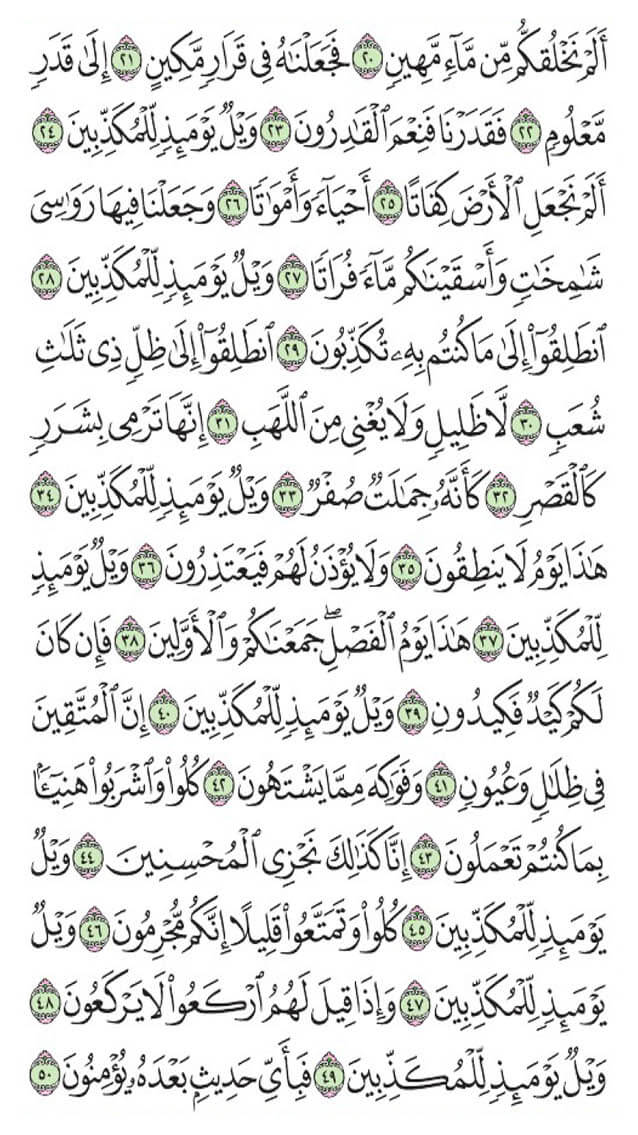 أَلَمْ نَخْلُقكُّم مِّن مَّآءٍ مَّهِينٍ ٢٠ فَجَعَلْنَٰهُ فِى قَرَارٍ مَّكِينٍ ٢١ إِلَىٰ قَدَرٍ
مَّعْلُومٍ ٢٢ فَقَدَرْنَا فَنِعْمَ ٱلْقَٰدِرُونَ ٢٣ وَيْلٌ يَوْمَئِذٍ لِّلْمُكَذِّبِينَ ٢٤
أَلَمْ نَجْعَلِ ٱلْأَرْضَ كِفَاتًا ٢٥ أَحْيَآءً وَأَمْوَٰتًا ٢٦ وَجَعَلْنَا فِيهَا رَوَٰسِىَ
شَٰمِخَٰتٍ وَأَسْقَيْنَٰكُم مَّآءً فُرَاتًا ٢٧ وَيْلٌ يَوْمَئِذٍ لِّلْمُكَذِّبِينَ ٢٨
ٱنطَلِقُوٓا۟ إِلَىٰ مَا كُنتُم بِهِۦ تُكَذِّبُونَ ٢٩ ٱنطَلِقُوٓا۟ إِلَىٰ ظِلٍّ ذِى ثَلَٰثِ
شُعَبٍ ٣٠ لَّا ظَلِيلٍ وَلَا يُغْنِى مِنَ ٱللَّهَبِ ٣١ إِنَّهَا تَرْمِى بِشَرَرٍ
كَٱلْقَصْرِ ٣٢ كَأَنَّهُۥ جِمَٰلَتٌ صُفْرٌ ٣٣ وَيْلٌ يَوْمَئِذٍ لِّلْمُكَذِّبِينَ ٣٤
هَٰذَا يَوْمُ لَا يَنطِقُونَ ٣٥ وَلَا يُؤْذَنُ لَهُمْ فَيَعْتَذِرُونَ ٣٦ وَيْلٌ يَوْمَئِذٍ
لِّلْمُكَذِّبِينَ ٣٧ هَٰذَا يَوْمُ ٱلْفَصْلِ ۖ جَمَعْنَٰكُمْ وَٱلْأَوَّلِينَ ٣٨ فَإِن كَانَ
لَكُمْ كَيْدٌ فَكِيدُونِ ٣٩ وَيْلٌ يَوْمَئِذٍ لِّلْمُكَذِّبِينَ ٤٠ إِنَّ ٱلْمُتَّقِينَ
فِى ظِلَٰلٍ وَعُيُونٍ ٤١ وَفَوَٰكِهَ مِمَّا يَشْتَهُونَ ٤٢ كُلُوا۟ وَٱشْرَبُوا۟ هَنِيٓـًٔۢا
بِمَا كُنتُمْ تَعْمَلُونَ ٤٣ إِنَّا كَذَٰلِكَ نَجْزِى ٱلْمُحْسِنِينَ ٤٤ وَيْلٌ
يَوْمَئِذٍ لِّلْمُكَذِّبِينَ ٤٥ كُلُوا۟ وَتَمَتَّعُوا۟ قَلِيلًا إِنَّكُم مُّجْرِمُونَ ٤٦ وَيْلٌ
يَوْمَئِذٍ لِّلْمُكَذِّبِينَ ٤٧ وَإِذَا قِيلَ لَهُمُ ٱرْكَعُوا۟ لَا يَرْكَعُونَ ٤٨
وَيْلٌ يَوْمَئِذٍ لِّلْمُكَذِّبِينَ ٤٩ فَبِأَىِّ حَدِيثٍۭ بَعْدَهُۥ يُؤْمِنُونَ ٥٠